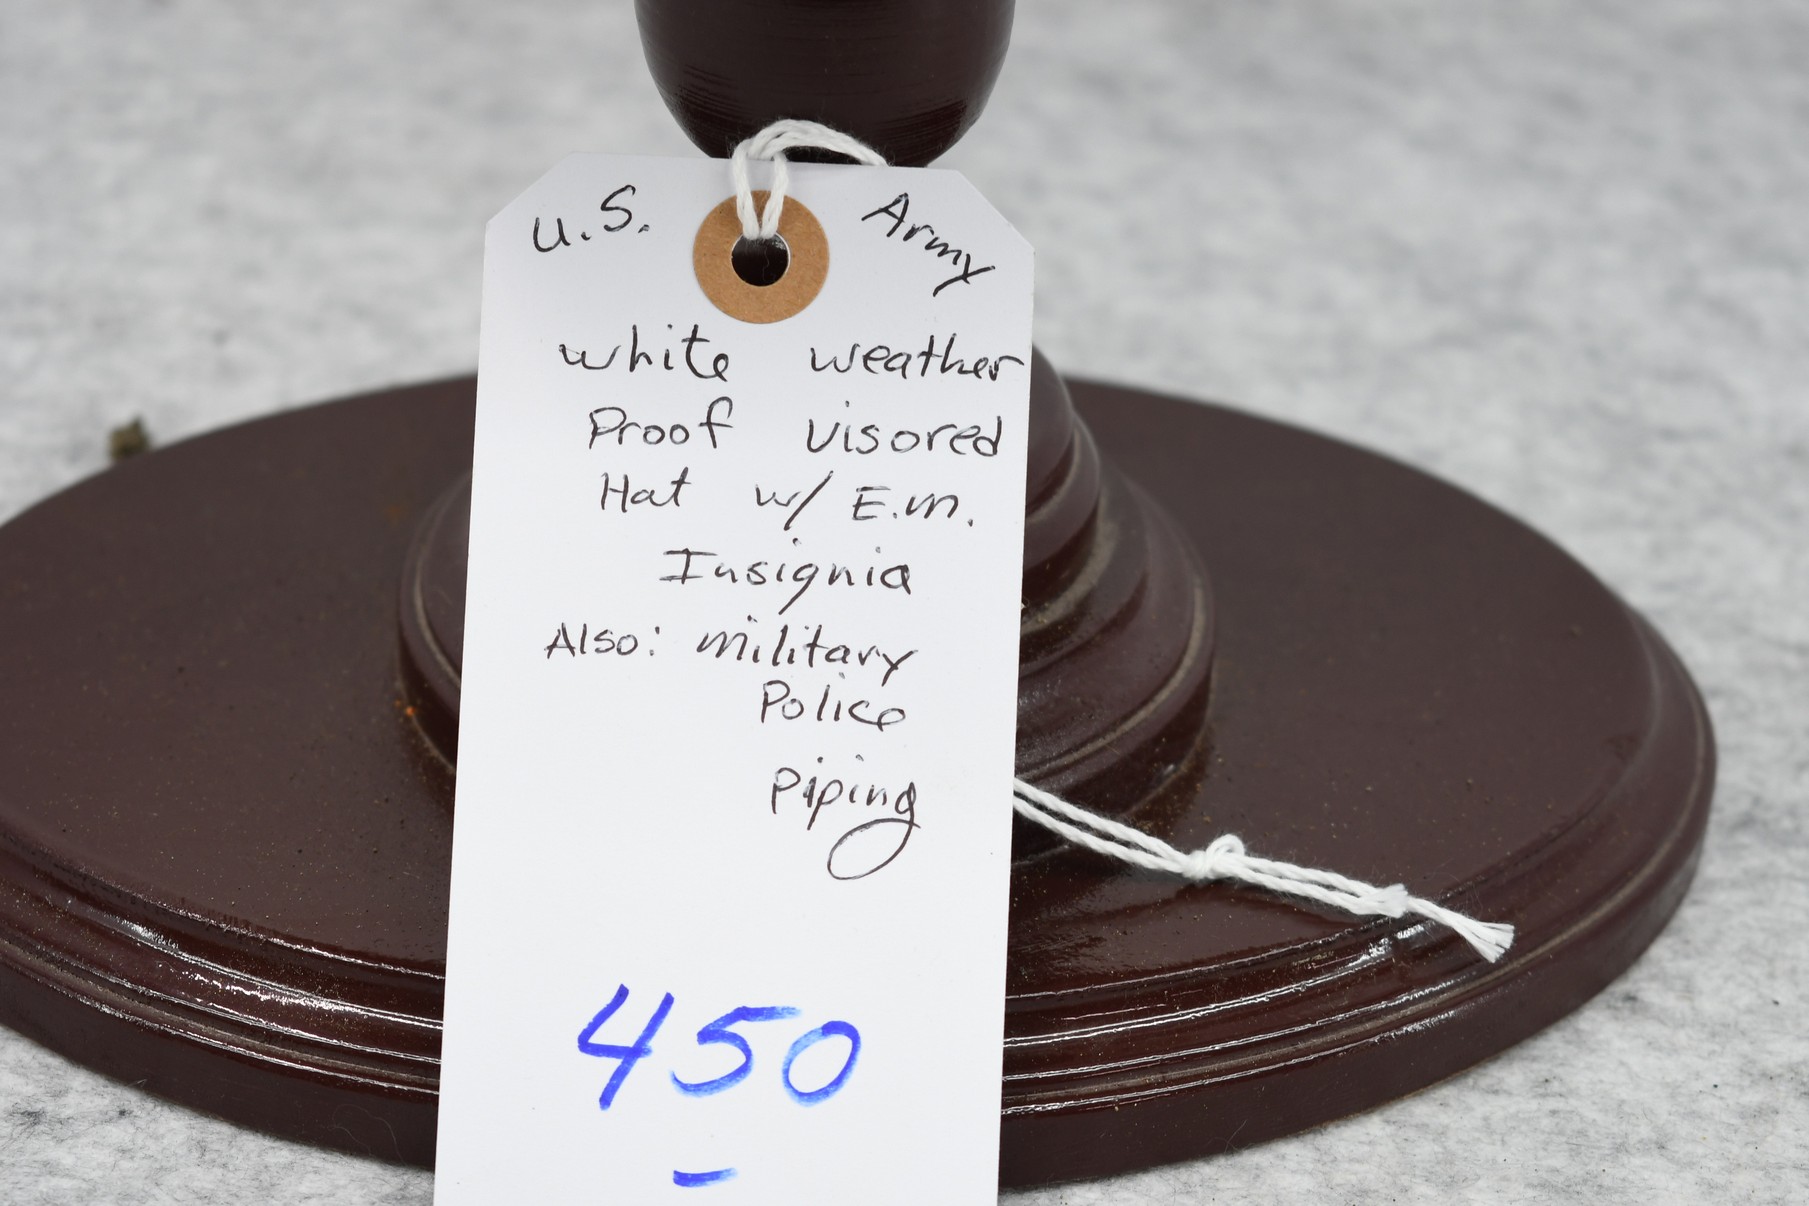 U.S. Army
white weather
Proof visored
Hat w/ E.m.
Insignia
Also: military
Police
Piping
450
-